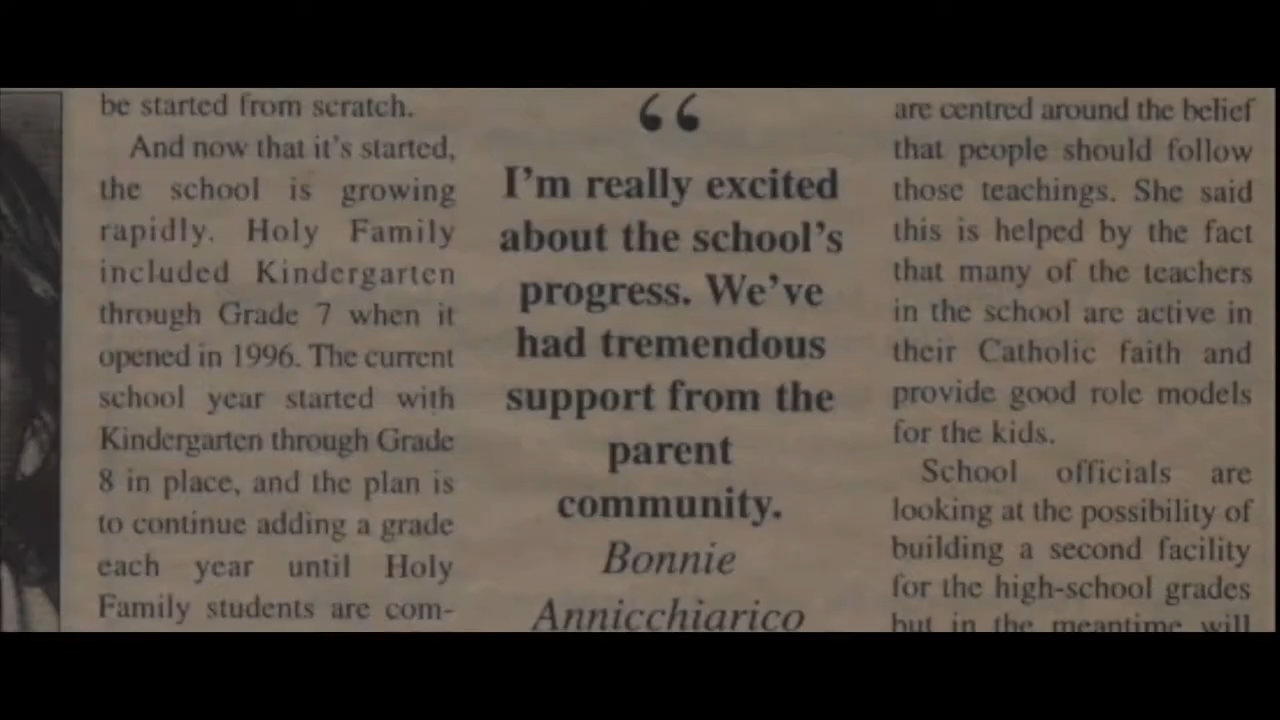 be started from scratch.
And now that it's started,
the school is growing
rapidly. Holy Family
included Kindergarten
through Grade 7 when it
opened in 1996. The current
school year started with
Kindergarten through Grade
8 in place, and the plan is
to continue adding a grade
each year until Holy
Family students are com-
“
I'm really excited
about the school's
progress. We've
had tremendous
support from the
parent
community.
Bonnie
Annicchiarico
are centred around the belief
that people should follow
those teachings. She said
this is helped by the fact
that many of the teachers
in the school are active in
their Catholic faith and
provide good role models
for the kids.
School officials are
looking at the possibility of
building a second facility
for the high-school grades
but in the meantime will